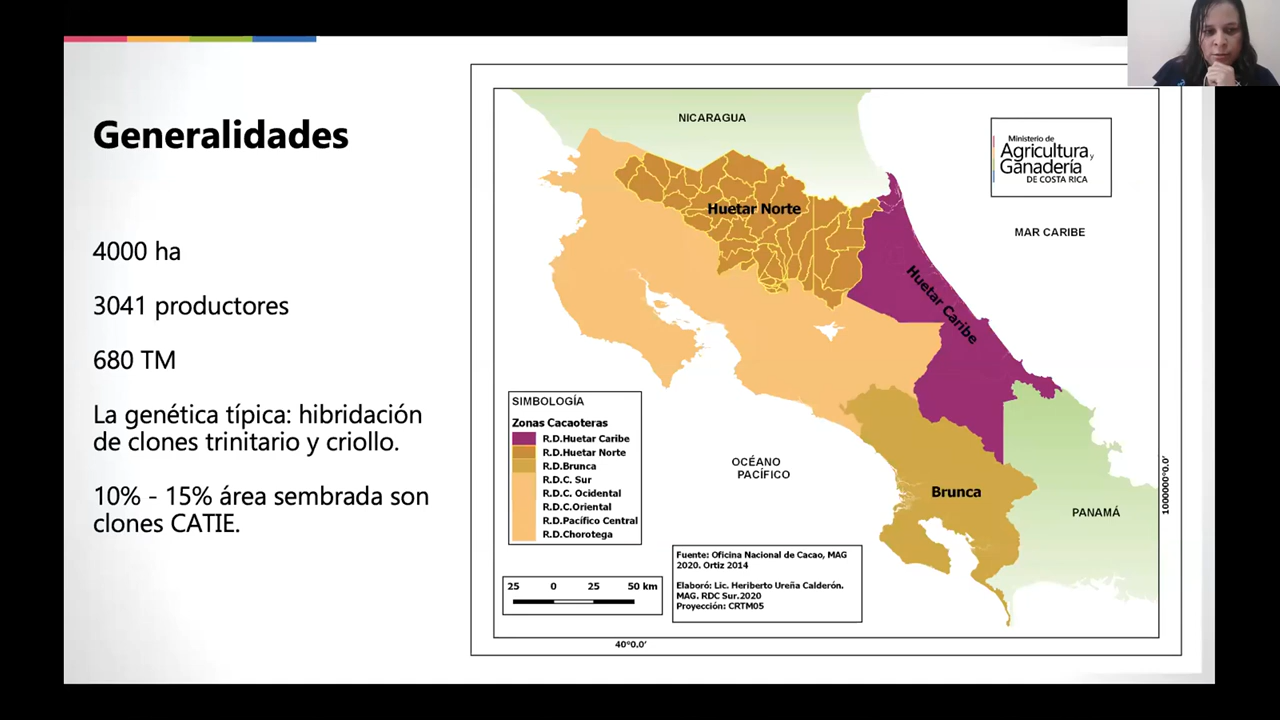 Generalidades
4000 ha
3041 productores
680 TM
La genética típica: hibridación
de clones trinitario y criollo.
10% - 15% área sembrada son
clones CATIE.
NICARAGUA
Ministerio de
Agricultura y
Ganadería
DE COSTA RICA
Huetar Norte
MAR CARIBE
Huetar Caribe
SIMBOLOGÍA
Zonas Cacaoteras
R.D.Huetar Caribe
R.D.Huetar Norte
R.D.Brunca
R.D.C. Sur
R.D.C. Ocidental
R.D.C.Oriental
R.D.Pacífico Central
R.D.Chorotega
OCÉANO
PACÍFICO
Brunca
PANAMÁ
1000000°0.0'
Fuente: Oficina Nacional de Cacao, MAG
2020. Ortiz 2014
Elaboró: Lic. Heriberto Ureña Calderón.
MAG. RDC Sur.2020
Proyección: CRTM05
25 0 25 50 km
40°0.0'